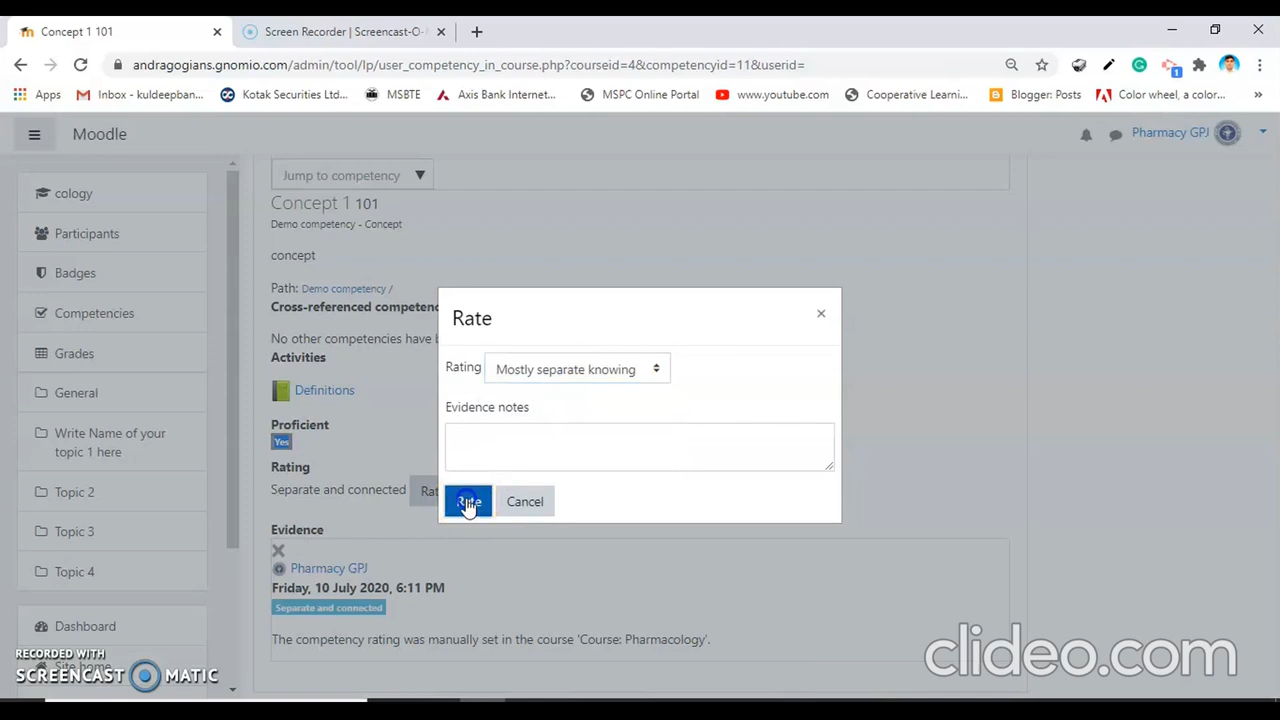 Concept 1 101
Screen Recorder | Screencast-O-
andragogians.gnomio.com/admin/tool/lp/user_competency_in_course.php?courseid=4&competencyid=11&userid=
Apps
Inbox - kuldeepban...
Kotak Securities Ltd...
MSBTE
Axis Bank Internet...
MSPC Online Portal
www.youtube.com
Cooperative Learni...
Blogger: Posts
Color wheel, a color...
»
Moodle
Pharmacy GPJ
cology
Participants
Badges
Competencies
Grades
General
Write Name of your
topic 1 here
Topic 2
Topic 3
Topic 4
Dashboard
Site home
Jump to competency
Concept 1 101
Demo competency - Concept
concept
Path: Demo competency /
Cross-referenced competenc
No other competencies have b
Activities
Definitions
Proficient
Yes
Rating
Separate and connected
Rat
Evidence
Pharmacy GPJ
Friday, 10 July 2020, 6:11 PM
Separate and connected
The competency rating was manually set in the course 'Course: Pharmacology'.
Rate
×
Rating
Mostly separate knowing
Evidence notes
Rate
Cancel
RECORDED WITH
SCREENCAST MATIC
clideo.com